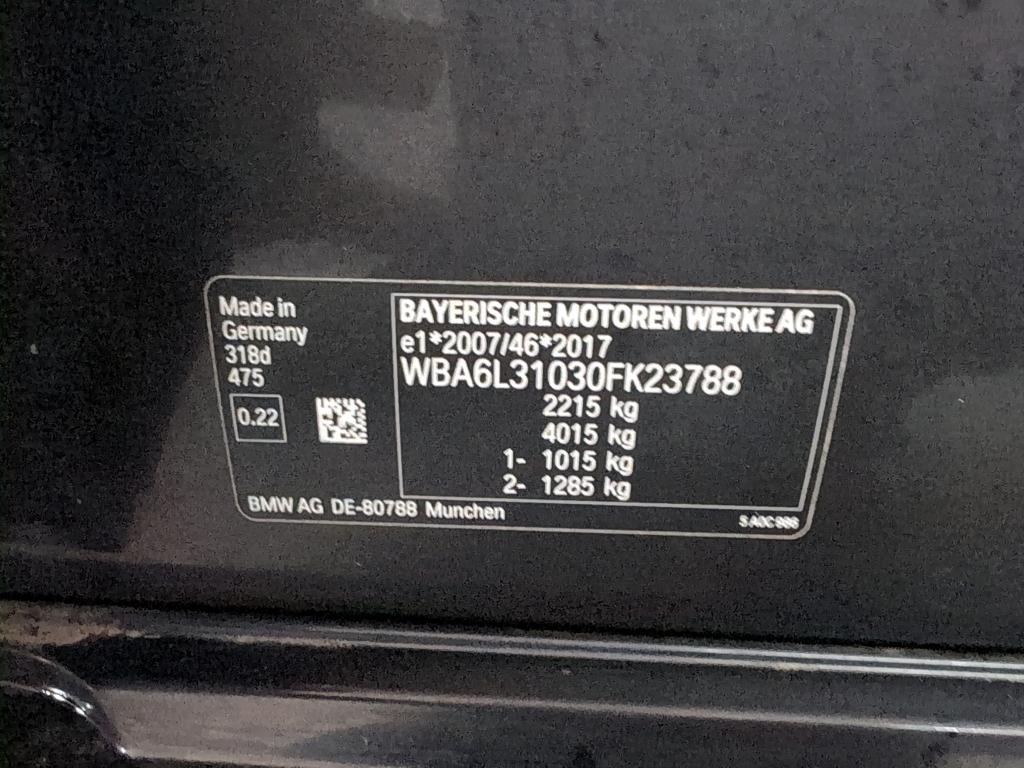 Made in
Germany
318d
475
0.22
BAYERISCHE MOTOREN WERKE AG
e1*2007/46*2017
WBA6L31030FK23788
2215 kg
4015 kg
1- 1015 kg
2- 1285 kg
BMW AG DE-80788 Munchen